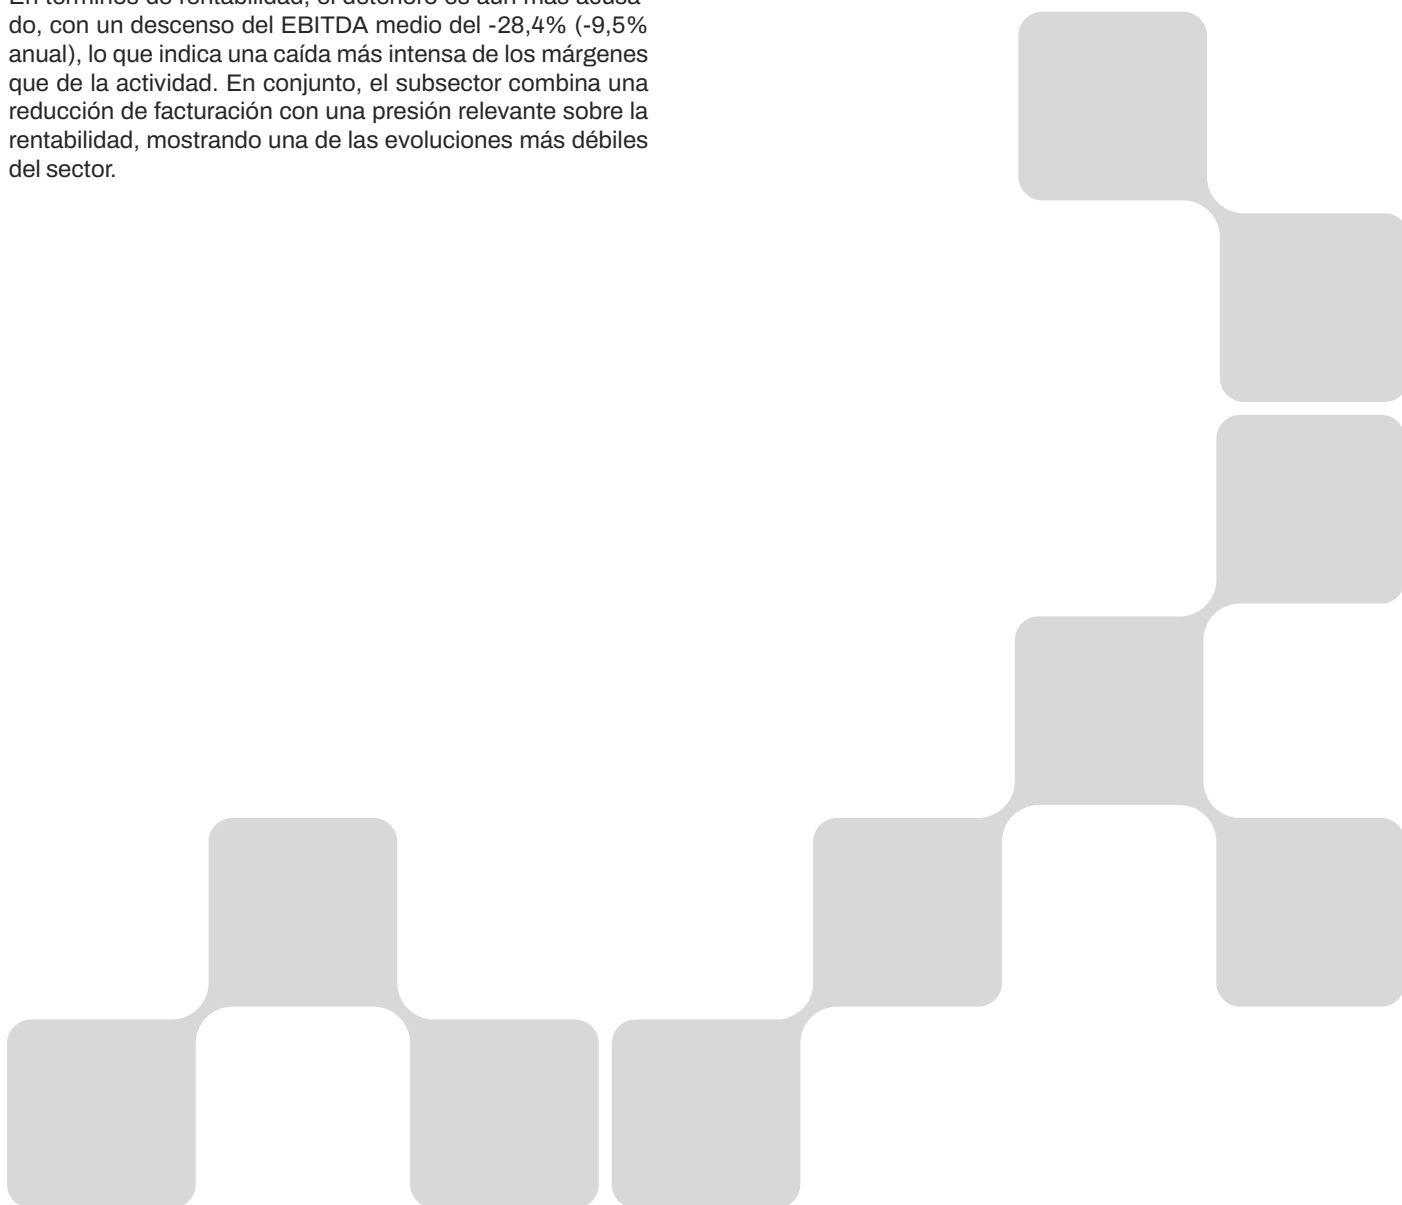 En términos de rentabilidad, el deterioro es aún más acusa-
do, con un descenso del EBITDA medio del -28,4% (-9,5%
anual), lo que indica una caída más intensa de los márgenes
que de la actividad. En conjunto, el subsector combina una
reducción de facturación con una presión relevante sobre la
rentabilidad, mostrando una de las evoluciones más débiles
del sector.